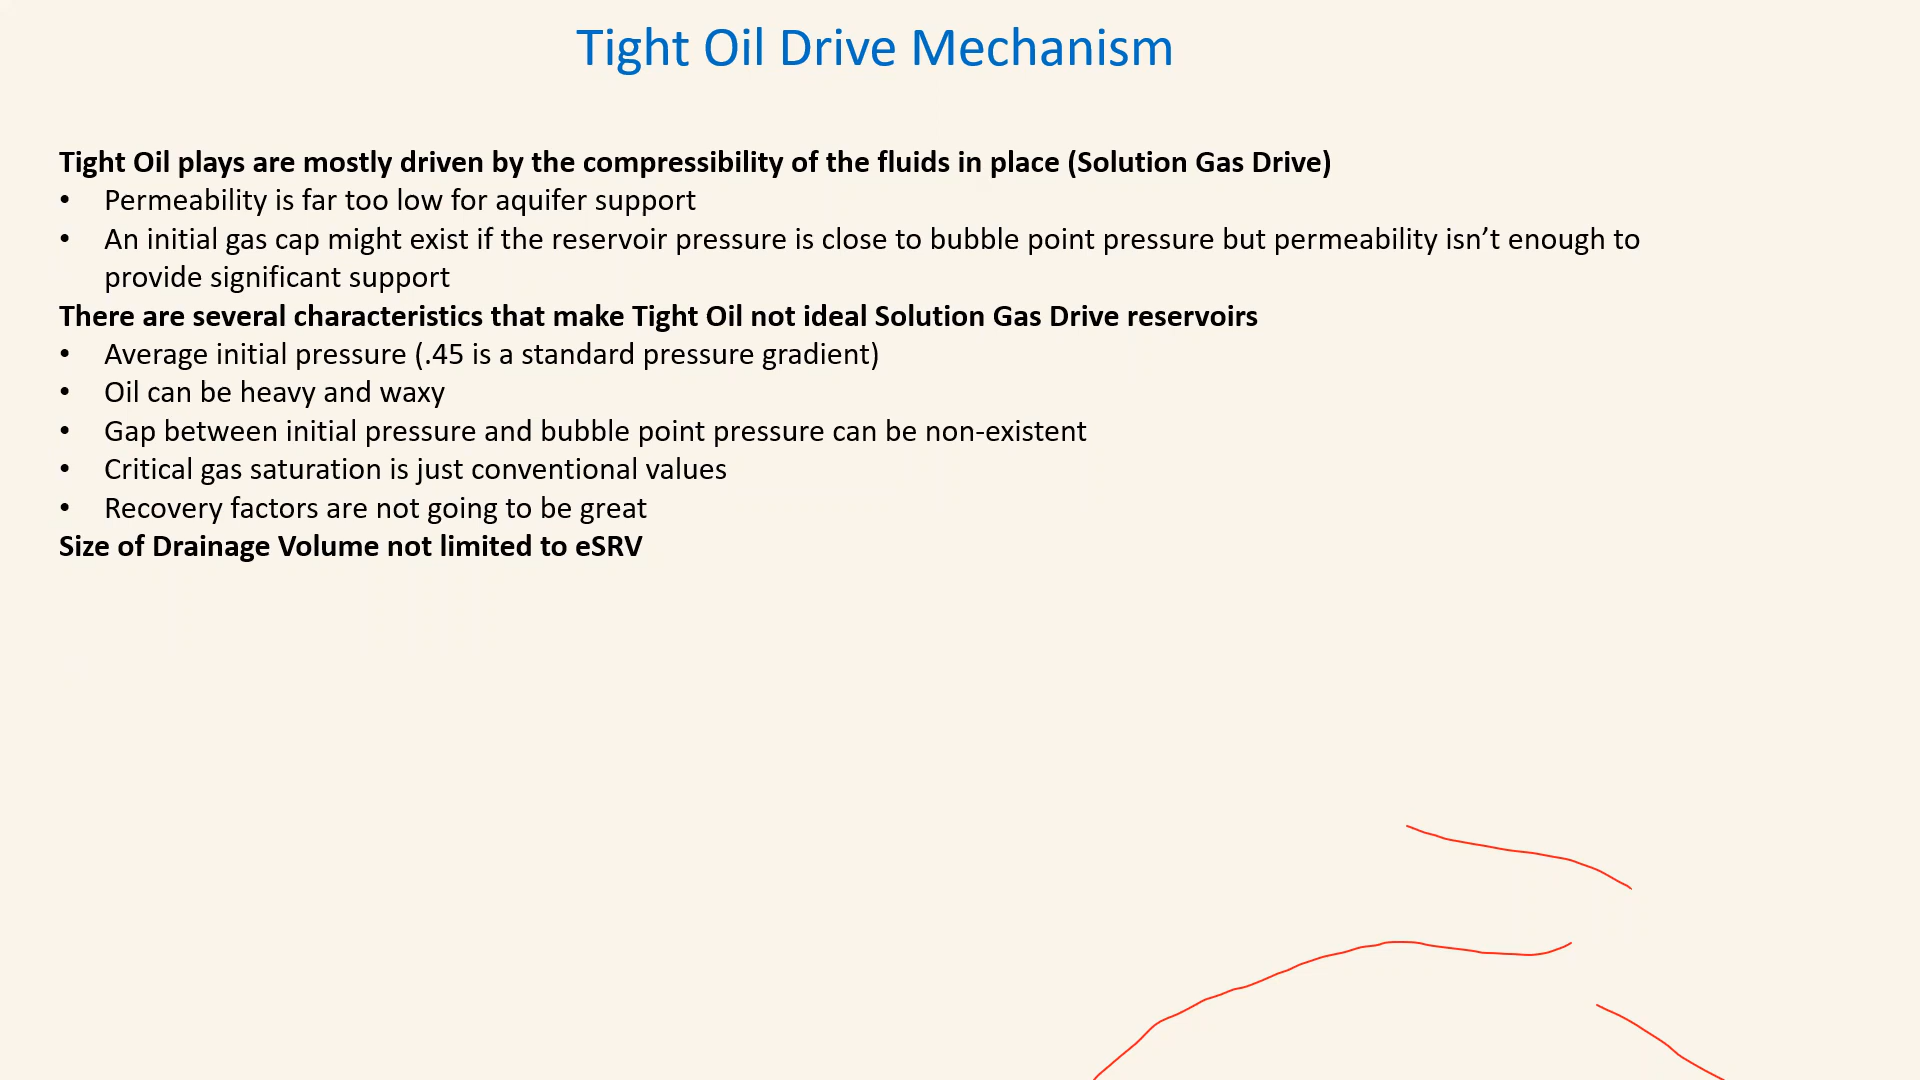 Tight Oil Drive Mechanism
Tight Oil plays are mostly driven by the compressibility of the fluids in place (Solution Gas Drive)
• Permeability is far too low for aquifer support
• An initial gas cap might exist if the reservoir pressure is close to bubble point pressure but permeability isn’t enough to
provide significant support
There are several characteristics that make Tight Oil not ideal Solution Gas Drive reservoirs
• Average initial pressure (.45 is a standard pressure gradient)
• Oil can be heavy and waxy
• Gap between initial pressure and bubble point pressure can be non-existent
• Critical gas saturation is just conventional values
• Recovery factors are not going to be great
Size of Drainage Volume not limited to eSRV